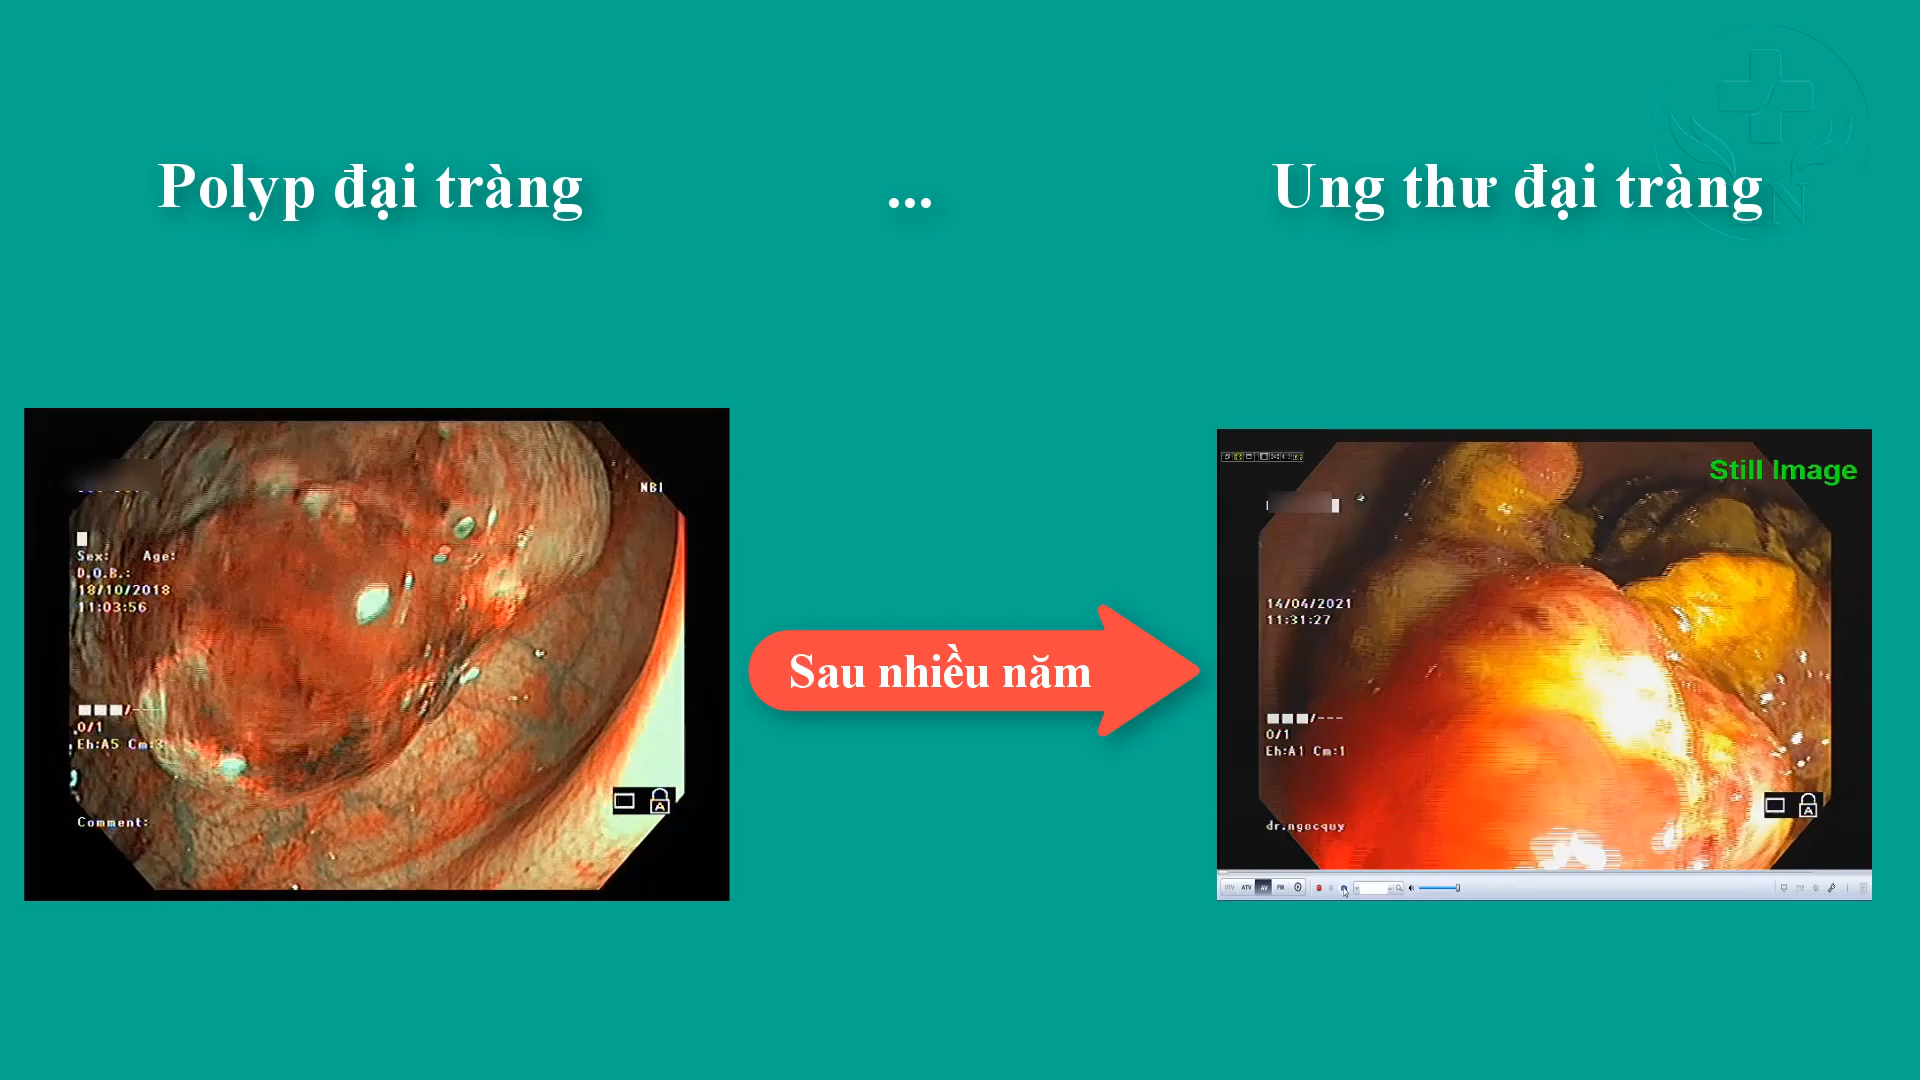 Polyp đại tràng
...
Ung thư đại tràng
NBI
Sex: Age:
D.O.B.:
18/10/2018
11:03:56
0/1
Eh:A5 Cm:3
Comment:
Sau nhiều năm
Still Image
14/04/2021
11:31:27
0/1
Eh:A1 Cm:1
dr.ngocquy
N